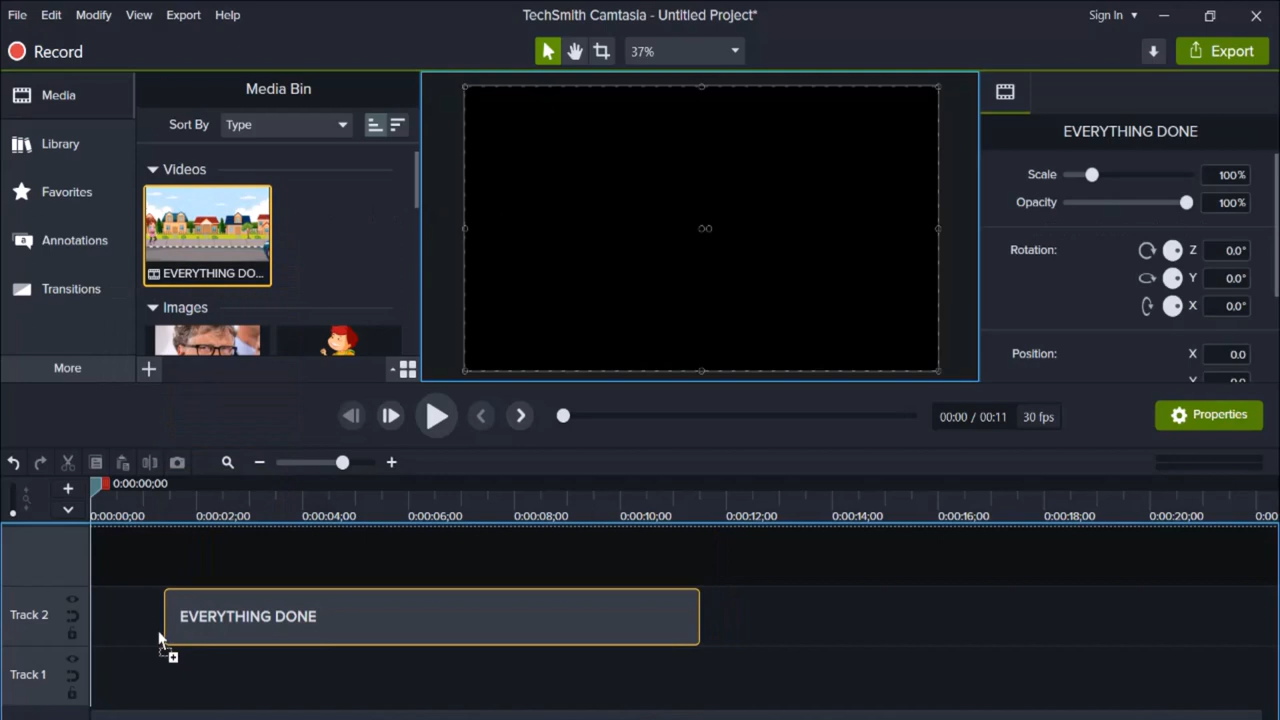 File Edit Modify View Export Help TechSmith Camtasia - Untitled Project* Sign In
Record 37% Export
Media
Library
Favorites
Annotations
Transitions
More
Media Bin
Sort By Type
Videos
EVERYTHING DO...
Images
EVERYTHING DONE
Scale 100%
Opacity 100%
Rotation: Z 0.0°
Y 0.0°
X 0.0°
Position: X 0.0
Y 0.0
00:00 / 00:11 30 fps Properties
0:00:00;00
0:00:00;00 0:00:02;00 0:00:04;00 0:00:06;00 0:00:08;00 0:00:10;00 0:00:12;00 0:00:14;00 0:00:16;00 0:00:18;00 0:00:20;00 0:00
Track 2 EVERYTHING DONE
Track 1